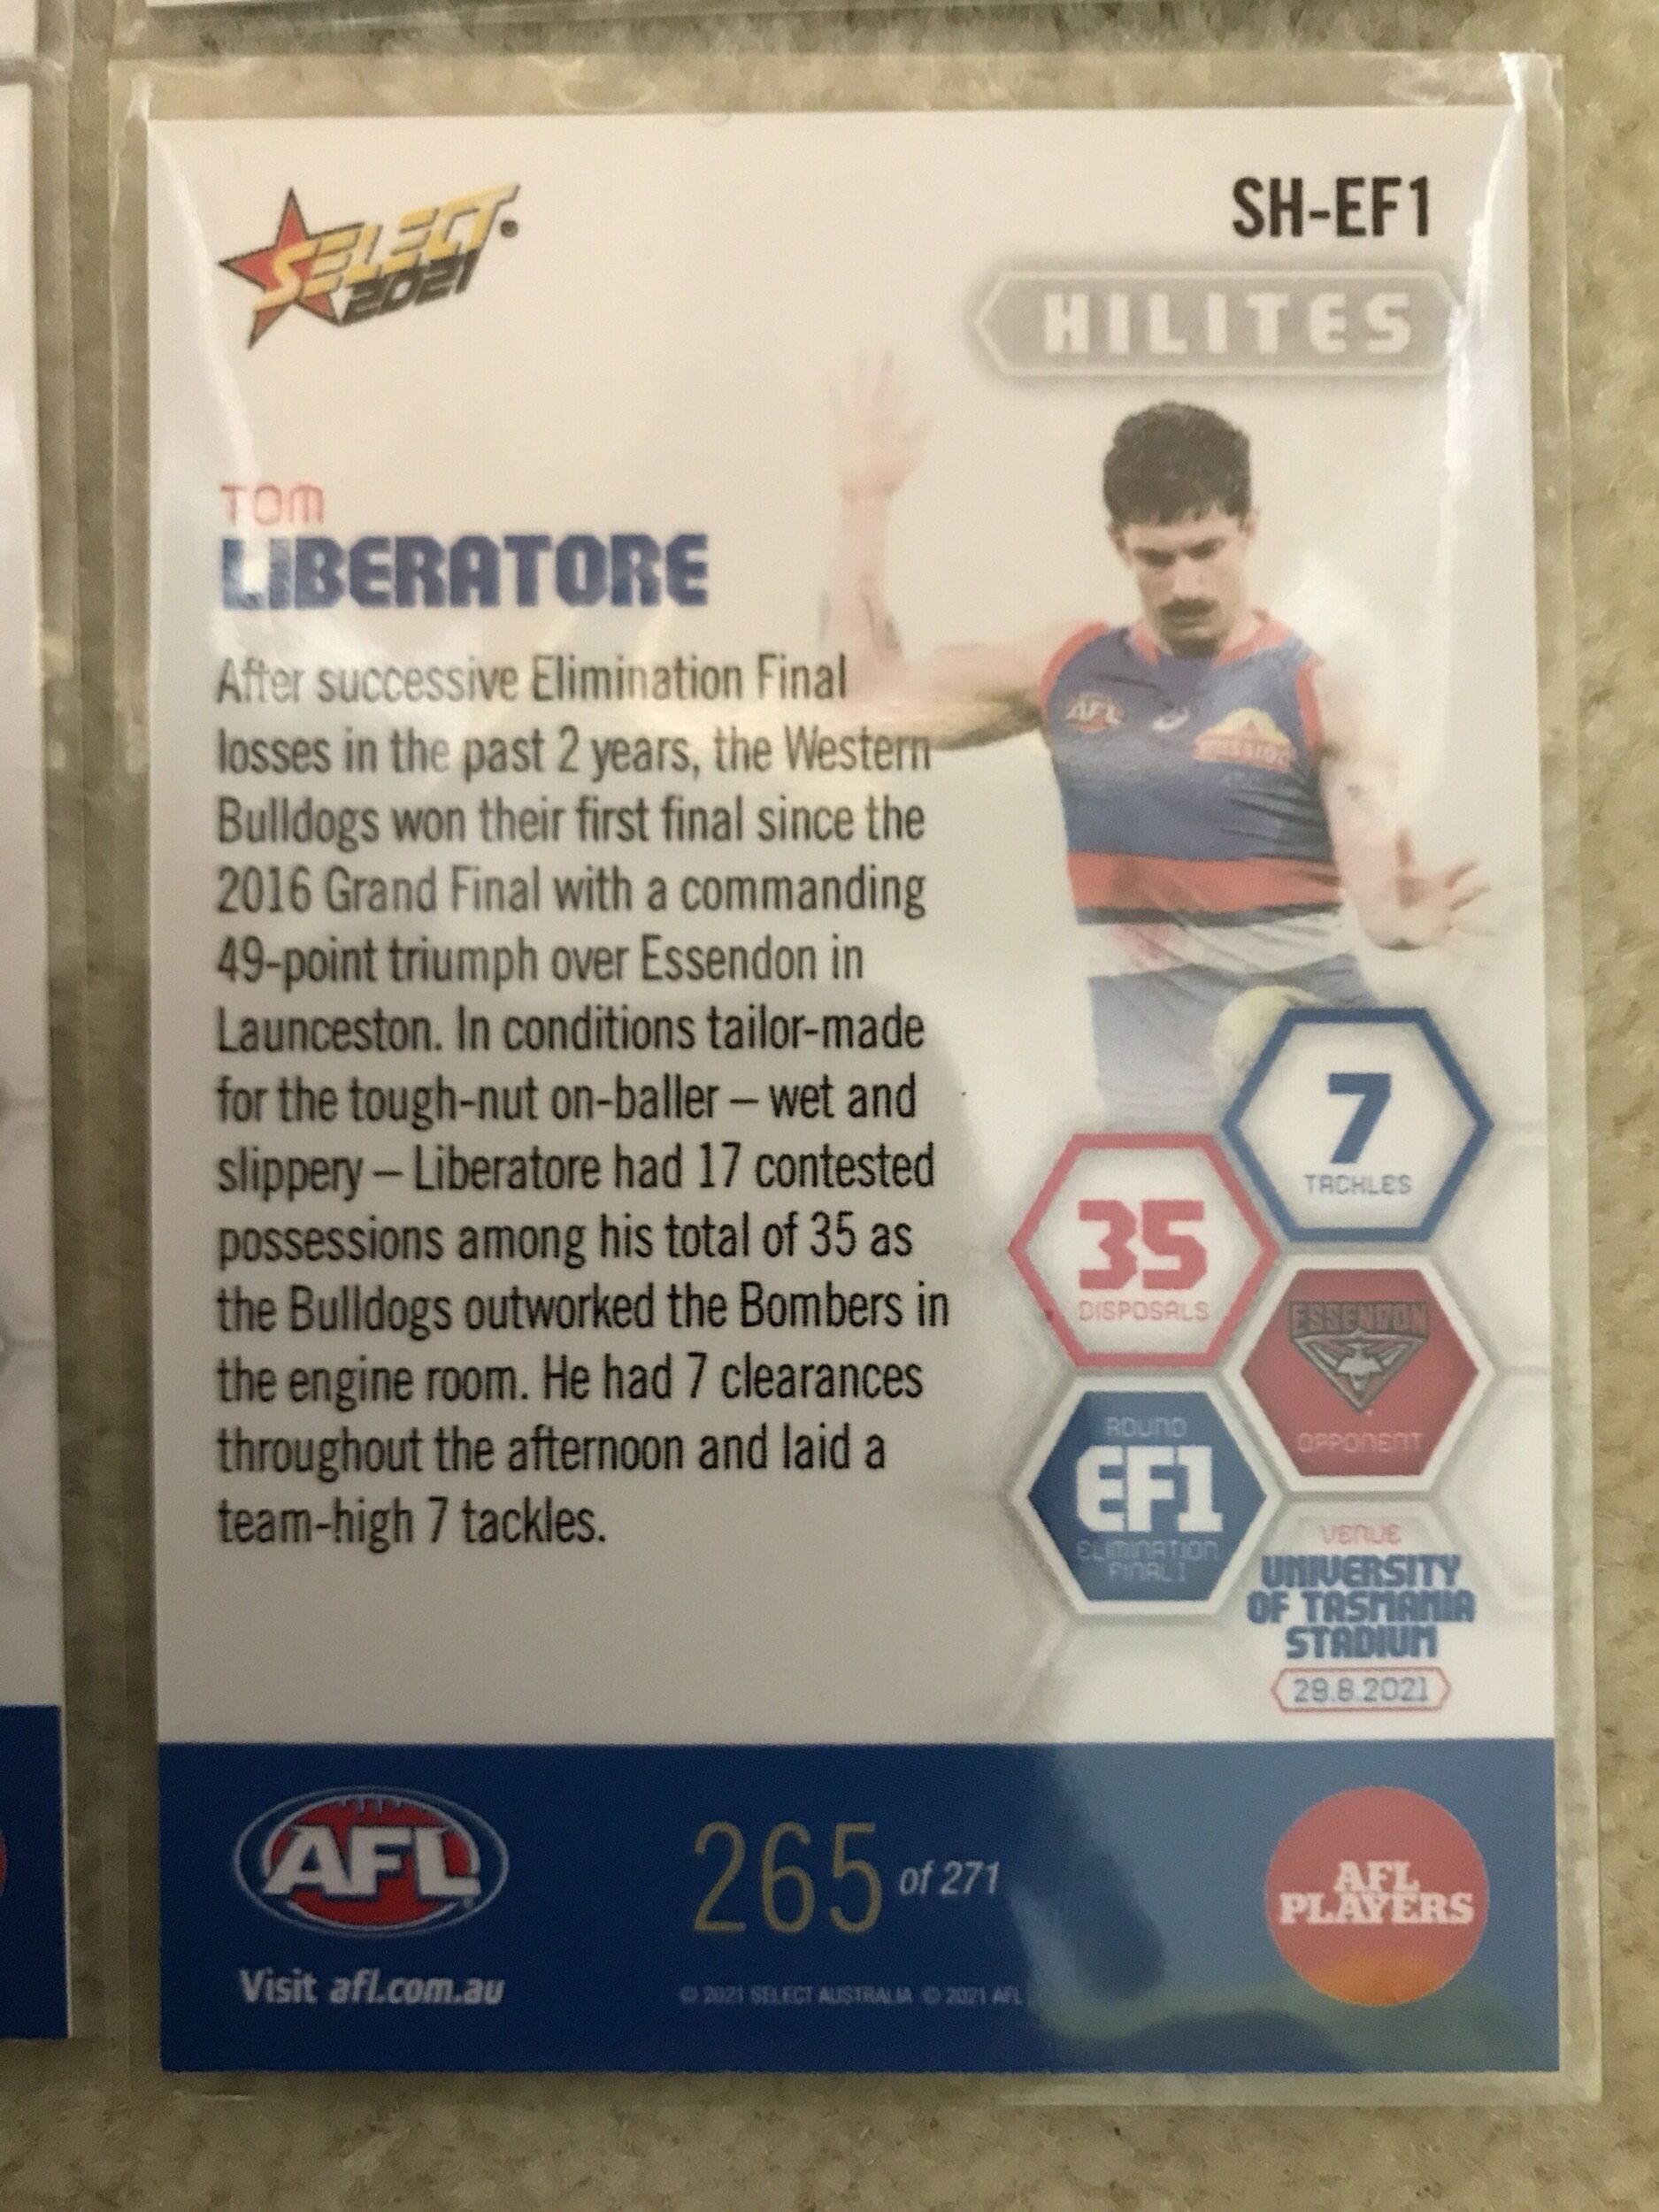 SELECT
2021
SH-EF1
HILITES
TOM
LIBERATORE
After successive Elimination Final
losses in the past 2 years, the Western
Bulldogs won their first final since the
2016 Grand Final with a commanding
49-point triumph over Essendon in
Launceston. In conditions tailor-made
for the tough-nut on-baller – wet and
slippery – Liberatore had 17 contested
possessions among his total of 35 as
the Bulldogs outworked the Bombers in
the engine room. He had 7 clearances
throughout the afternoon and laid a
team-high 7 tackles.
AFL
MISSION
7
TACKLES
35
DISPOSALS
ESSENDON
OPPONENT
ROUND
EF1
ELIMINATION
FINAL 1
VENUE
UNIVERSITY
OF TASMANIA
STADIUM
29.8.2021
AFL
Visit afl.com.au
265 of 271
© 2021 SELECT AUSTRALIA © 2021 AFL
AFL
PLAYERS